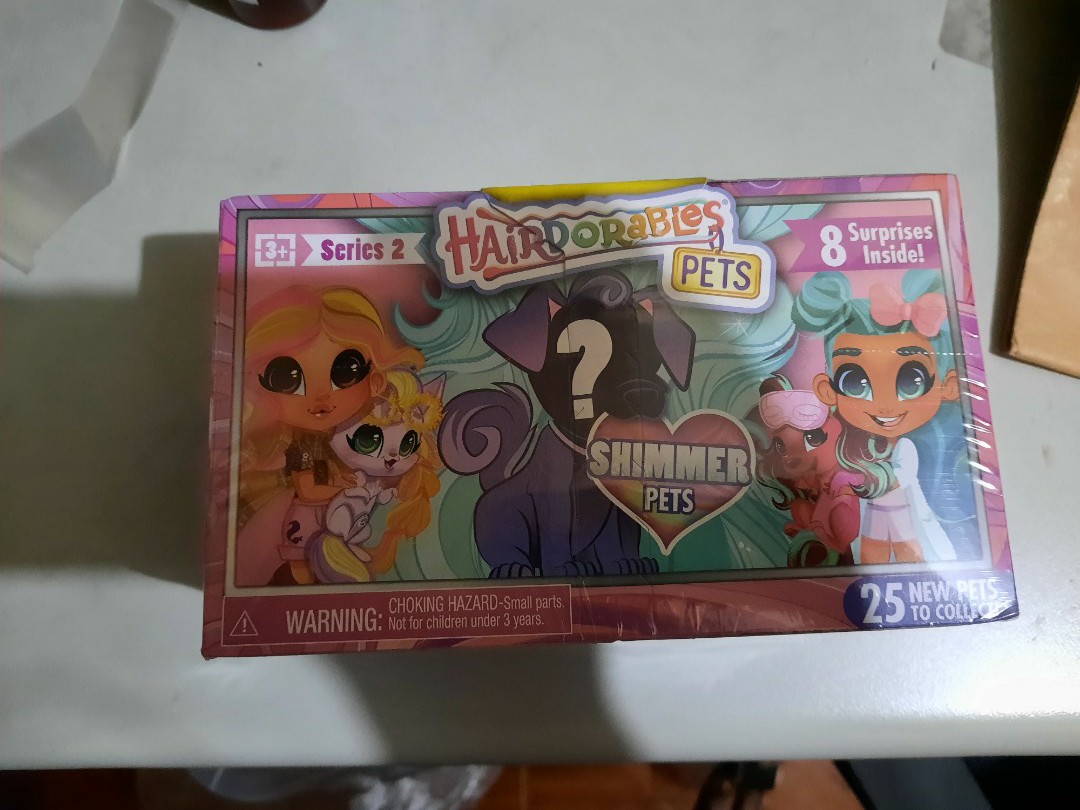 3+
Series 2
HAIRDORABLES
PETS
8 Surprises
Inside!
?
SHIMMER
PETS
WARNING: CHOKING HAZARD-Small parts.
Not for children under 3 years.
25 NEW PETS
TO COLLECT!